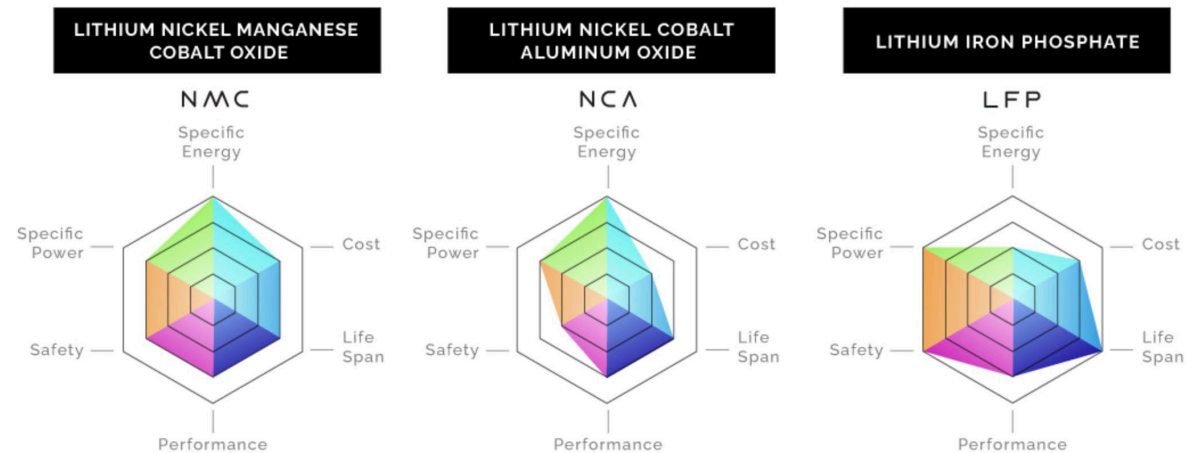 LITHIUM NICKEL MANGANESE
COBALT OXIDE
NMC
Specific
Energy
Specific
Power
Cost
Safety
Life
Span
Performance
LITHIUM NICKEL COBALT
ALUMINUM OXIDE
NCA
Specific
Energy
Specific
Power
Cost
Safety
Life
Span
Performance
LITHIUM IRON PHOSPHATE
LFP
Specific
Energy
Specific
Power
Cost
Safety
Life
Span
Performance